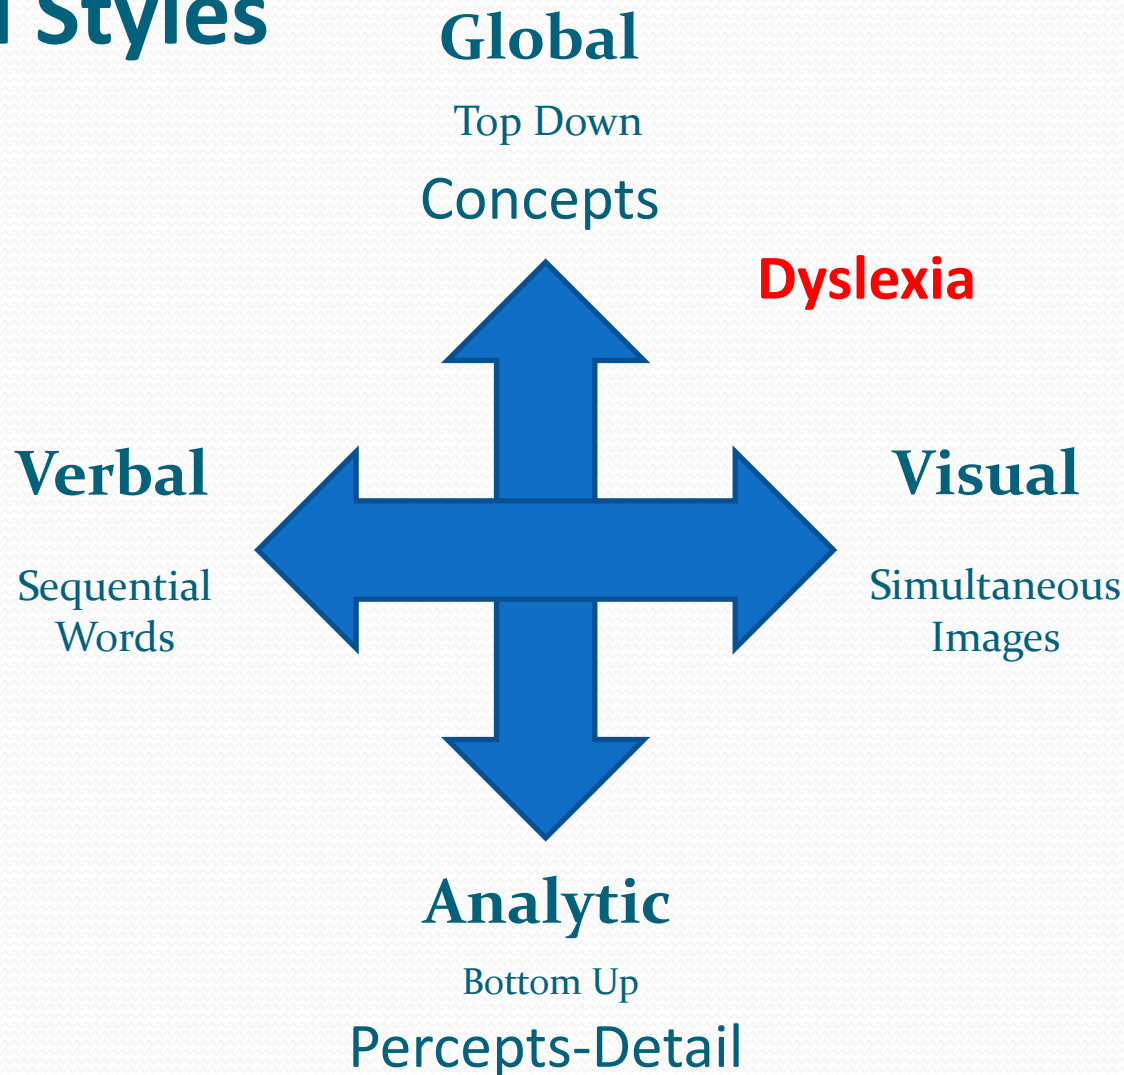 Styles
Global
Top Down
Concepts
Dyslexia
Verbal
Visual
Sequential
Words
Simultaneous
Images
Analytic
Bottom Up
Percepts-Detail